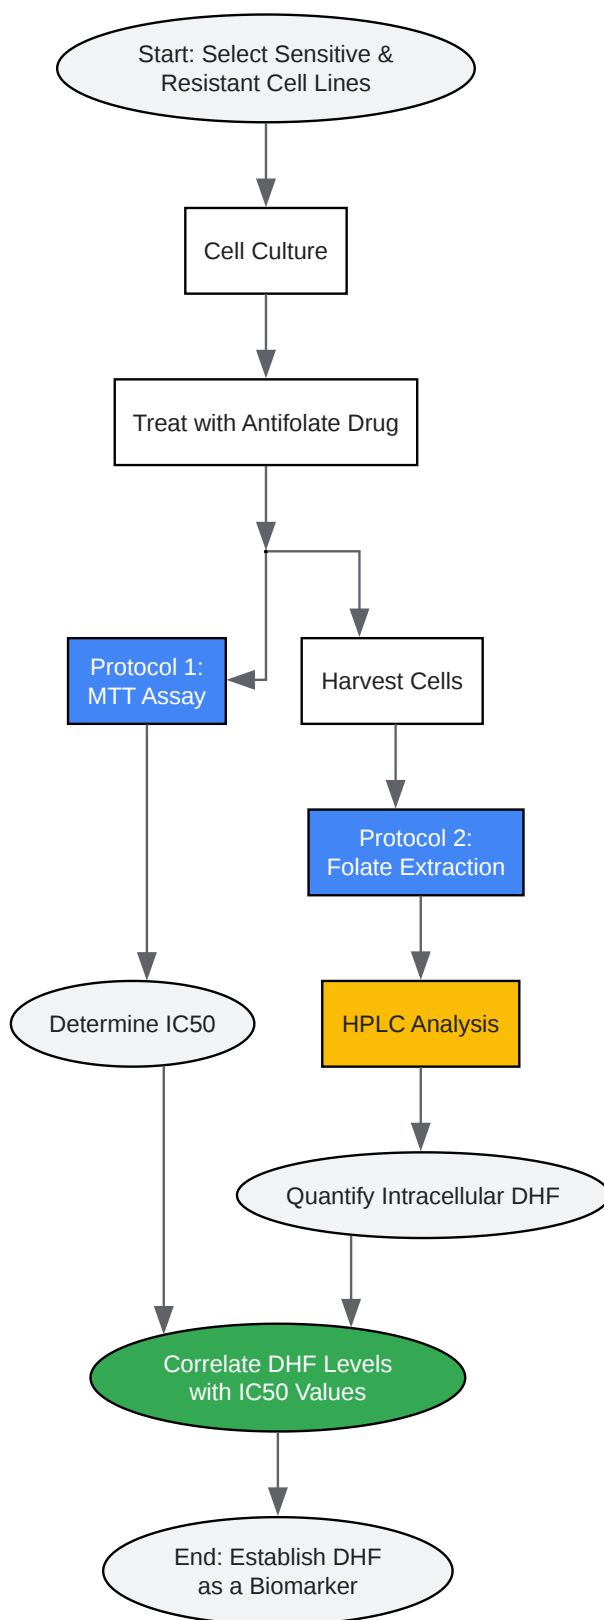 Start: Select Sensitive &
Resistant Cell Lines
Cell Culture
Treat with Antifolate Drug
Protocol 1:
MTT Assay
Harvest Cells
Protocol 2:
Folate Extraction
Determine IC50
HPLC Analysis
Quantify Intracellular DHF
Correlate DHF Levels
with IC50 Values
End: Establish DHF
as a Biomarker